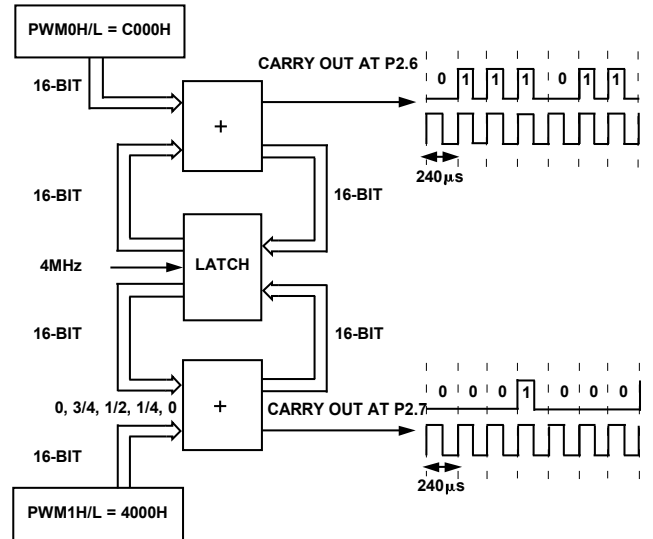 PWM0H/L = C000H
16-BIT
CARRY OUT AT P2.6
0 1 1 1 0 1 1
+
240μs
16-BIT
16-BIT
4MHz
LATCH
16-BIT
16-BIT
0, 3/4, 1/2, 1/4, 0
+
CARRY OUT AT P2.7
0 0 0 1 0 0 0
16-BIT
240μs
PWM1H/L = 4000H